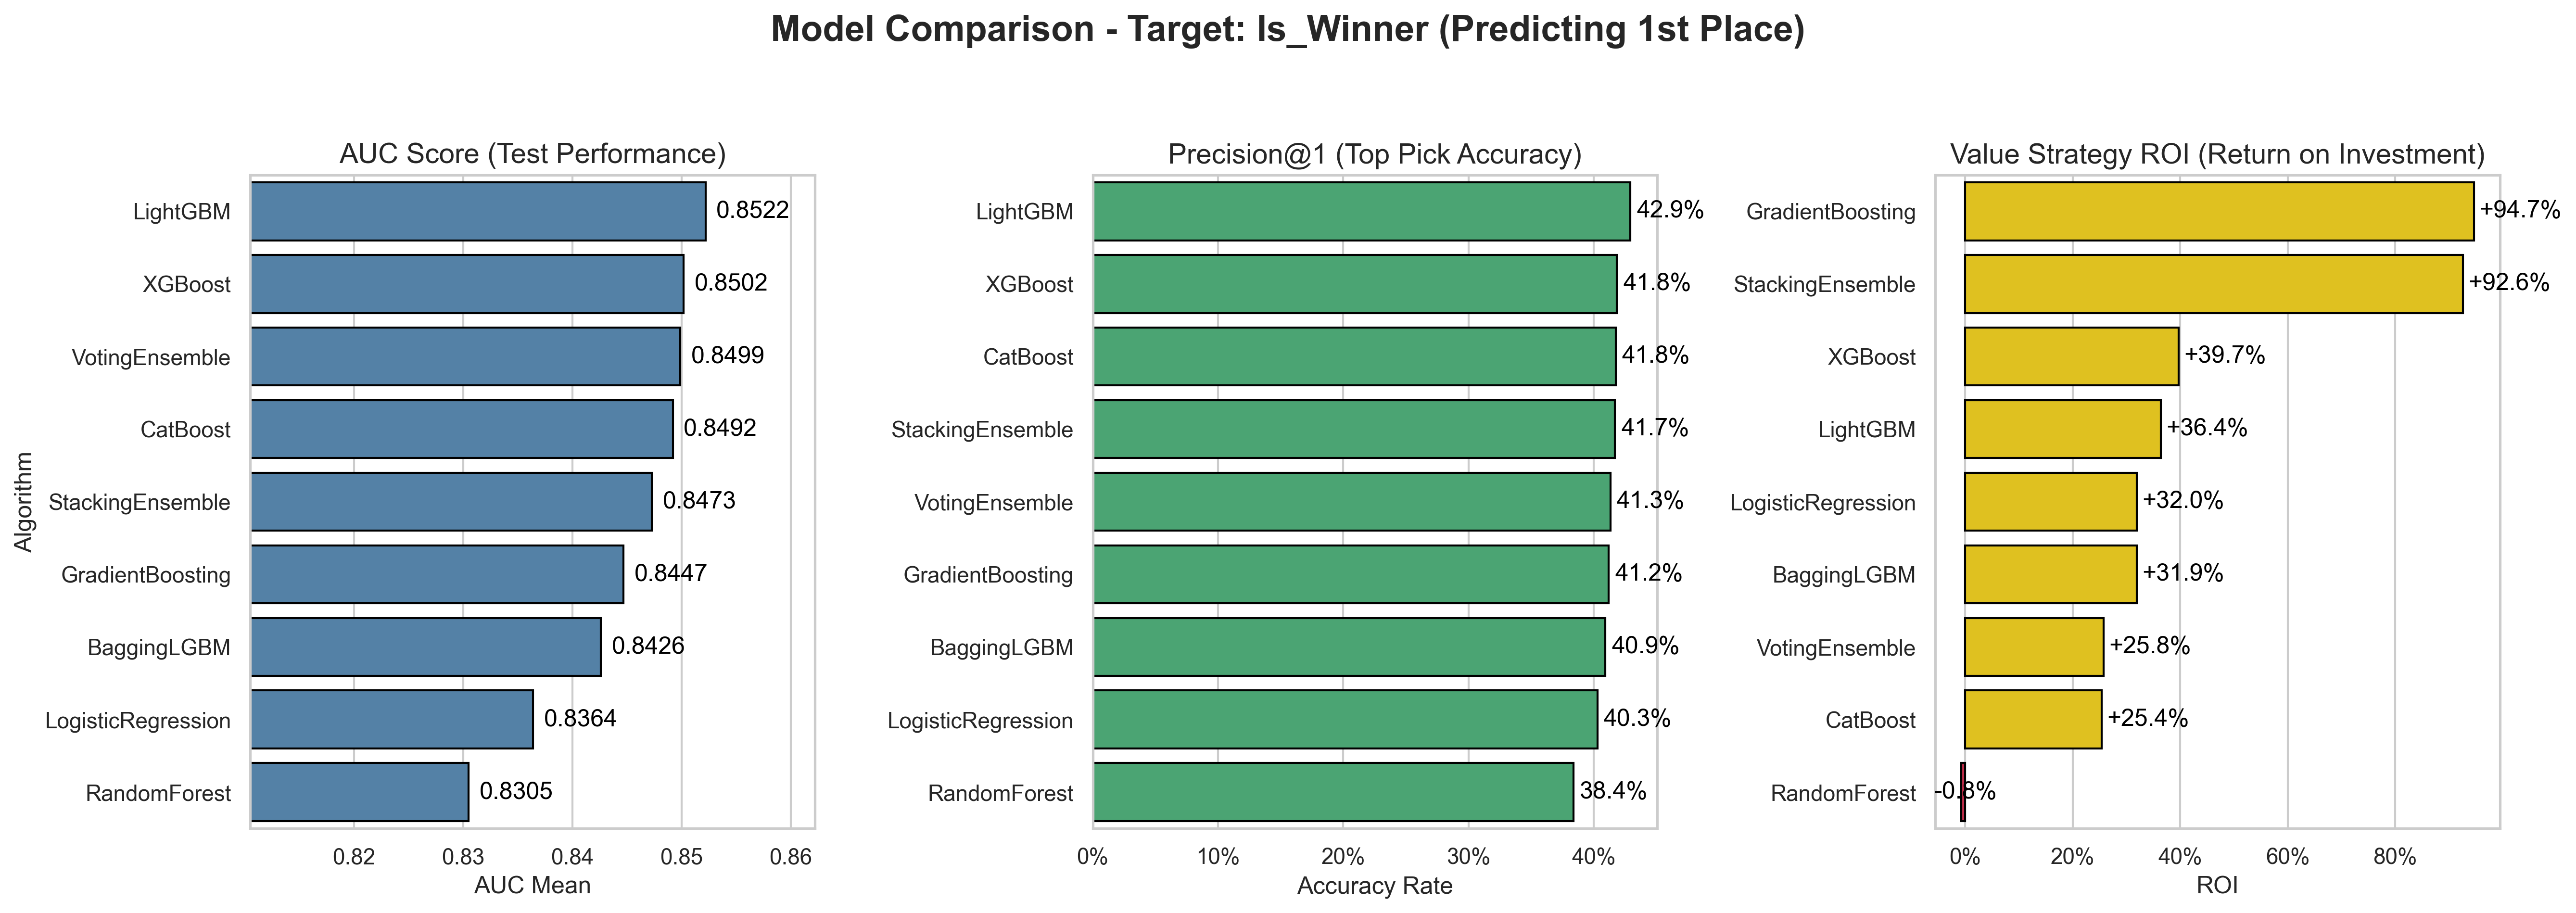 Model Comparison - Target: Is_Winner (Predicting 1st Place)
AUC Score (Test Performance)
Algorithm
LightGBM 0.8522
XGBoost 0.8502
VotingEnsemble 0.8499
CatBoost 0.8492
StackingEnsemble 0.8473
GradientBoosting 0.8447
BaggingLGBM 0.8426
LogisticRegression 0.8364
RandomForest 0.8305
0.82 0.83 0.84 0.85 0.86
AUC Mean
Precision@1 (Top Pick Accuracy)
LightGBM 42.9%
XGBoost 41.8%
CatBoost 41.8%
StackingEnsemble 41.7%
VotingEnsemble 41.3%
GradientBoosting 41.2%
BaggingLGBM 40.9%
LogisticRegression 40.3%
RandomForest 38.4%
0% 10% 20% 30% 40%
Accuracy Rate
Value Strategy ROI (Return on Investment)
GradientBoosting +94.7%
StackingEnsemble +92.6%
XGBoost +39.7%
LightGBM +36.4%
LogisticRegression +32.0%
BaggingLGBM +31.9%
VotingEnsemble +25.8%
CatBoost +25.4%
RandomForest -0.8%
0% 20% 40% 60% 80%
ROI